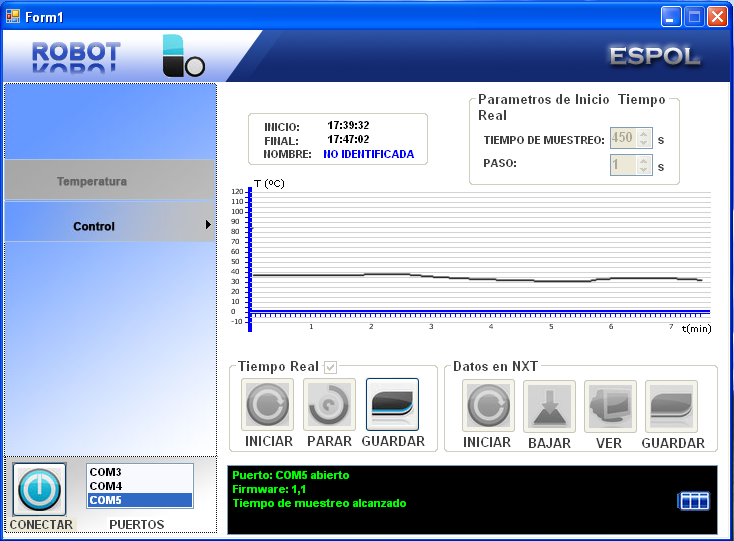 Form1
ROBOT
ESPOL
Temperatura
Control
INICIO: 17:39:32
FINAL: 17:47:02
NOMBRE: NO IDENTIFICADA
Parametros de Inicio Tiempo
Real
TIEMPO DE MUESTREO: 450 s
PASO: 1 s
T (ºC)
120
110
100
90
80
70
60
50
40
30
20
10
0
-10
1 2 3 4 5 6 7 t(min)
Tiempo Real
INICIAR PARAR GUARDAR
Datos en NXT
INICIAR BAJAR VER GUARDAR
CONECTAR
COM3
COM4
COM5
PUERTOS
Puerto: COM5 abierto
Firmware: 1,1
Tiempo de muestreo alcanzado